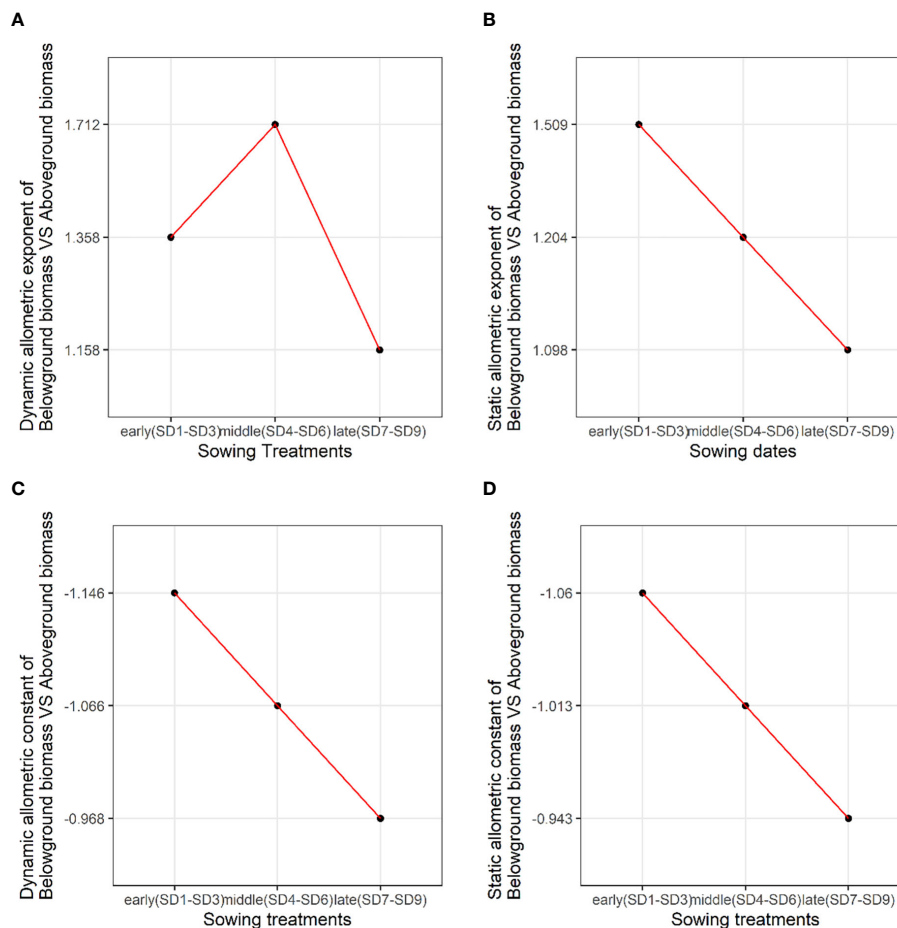 A
Dynamic allometric exponent of
Belowground biomass VS Aboveground biomass
1.712
1.358
1.158
early(SD1-SD3)middle(SD4-SD6)late(SD7-SD9)
Sowing Treatments
B
Static allometric exponent of
Belowground biomass VS Aboveground biomass
1.509
1.204
1.098
early(SD1-SD3)middle(SD4-SD6)late(SD7-SD9)
Sowing dates
C
Dynamic allometric constant of
Belowground biomass VS Aboveground biomass
-1.146
-1.066
-0.968
early(SD1-SD3)middle(SD4-SD6)late(SD7-SD9)
Sowing treatments
D
Static allometric constant of
Belowground biomass VS Aboveground biomass
-1.06
-1.013
-0.943
early(SD1-SD3)middle(SD4-SD6)late(SD7-SD9)
Sowing treatments